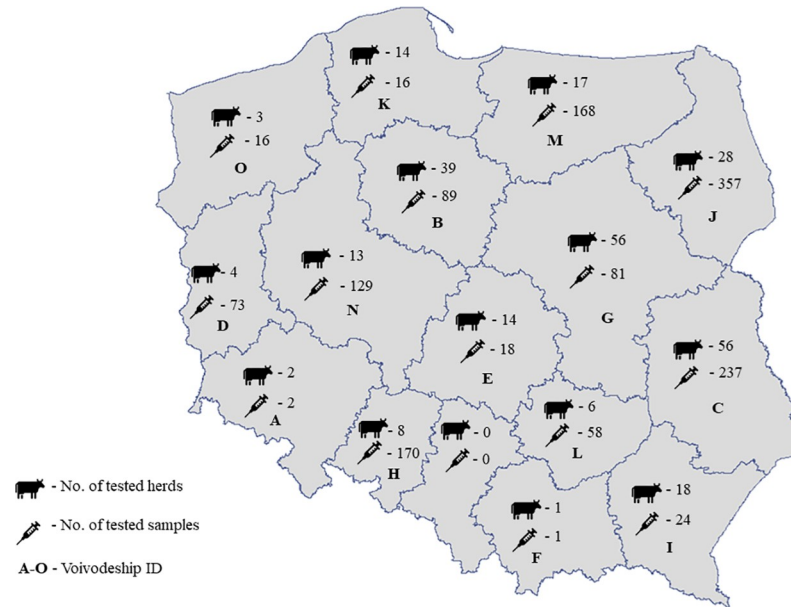 - 14
- 16
K
- 17
- 168
M
- 3
- 16
O
- 39
- 89
B
- 28
- 357
J
- 56
- 81
G
- 13
- 129
N
- 4
- 73
D
- 14
- 18
E
- 56
- 237
C
- 2
- 2
A
- 8
- 170
H
- 0
- 0
- 6
- 58
L
- 1
- 1
F
- 18
- 24
I
- No. of tested herds
- No. of tested samples
A-O - Voivodeship ID